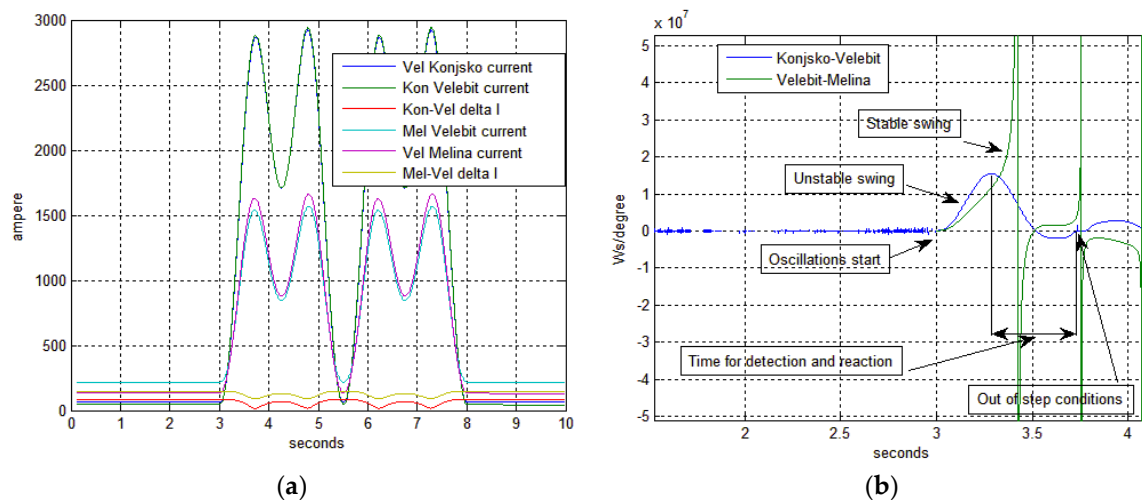 3000
2500
2000
1500
1000
500
0
ampere
0 1 2 3 4 5 6 7 8 9 10
seconds
Vel Konjsko current
Kon Velebit current
Kon-Vel delta I
Mel Velebit current
Vel Melina current
Mel-Vel delta I
(a)
x 10^7
5
4
3
2
1
0
-1
-2
-3
-4
-5
Ws/degree
2 2.5 3 3.5 4
seconds
Konjsko-Velebit
Velebit-Melina
Stable swing
Unstable swing
Oscillations start
Time for detection and reaction
Out of step conditions
(b)